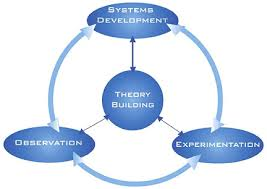 SYSTEMS
DEVELOPMENT
THEORY
BUILDING
OBSERVATION
EXPERIMENTATION